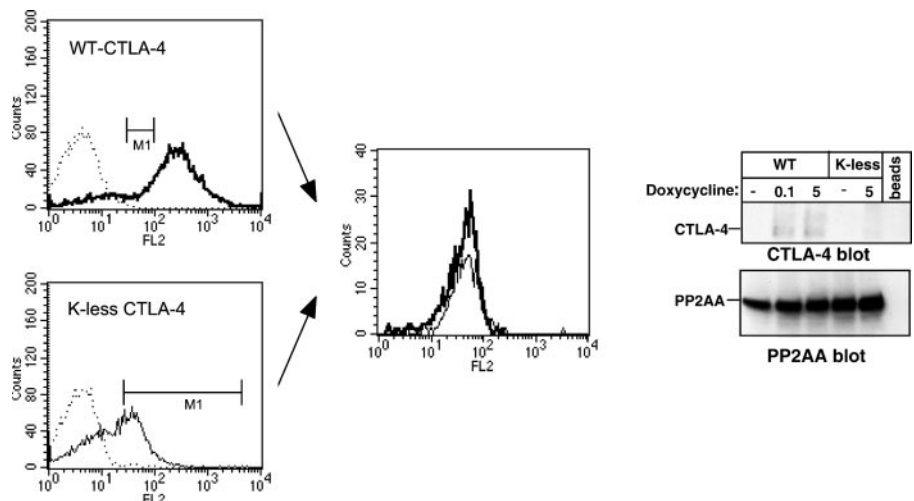 200
160
120
80
40
0
Counts
WT-CTLA-4
M1
10^0 10^1 10^2 10^3 10^4
FL2
200
160
120
80
40
0
Counts
K-less CTLA-4
M1
10^0 10^1 10^2 10^3 10^4
FL2
40
30
20
10
0
Counts
10^0 10^1 10^2 10^3 10^4
FL2
WT K-less beads
Doxycycline: - 0.1 5 - 5
CTLA-4
CTLA-4 blot
PP2AA
PP2AA blot